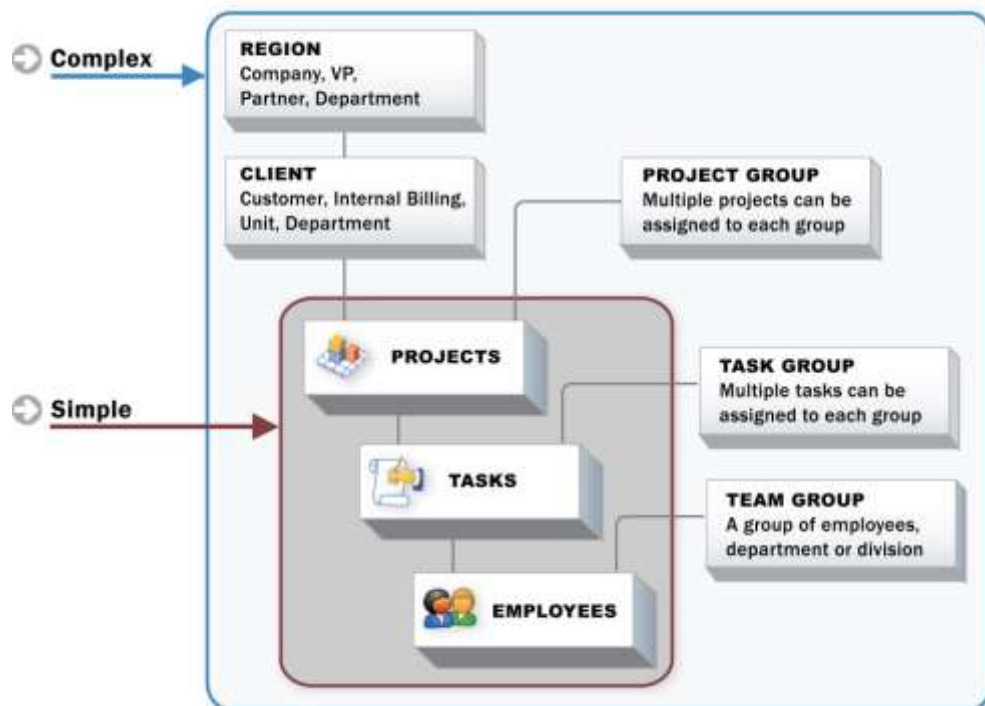 Complex
REGION
Company, VP,
Partner, Department
CLIENT
Customer, Internal Billing,
Unit, Department
PROJECT GROUP
Multiple projects can be
assigned to each group
PROJECTS
Simple
TASK GROUP
Multiple tasks can be
assigned to each group
TASKS
TEAM GROUP
A group of employees,
department or division
EMPLOYEES